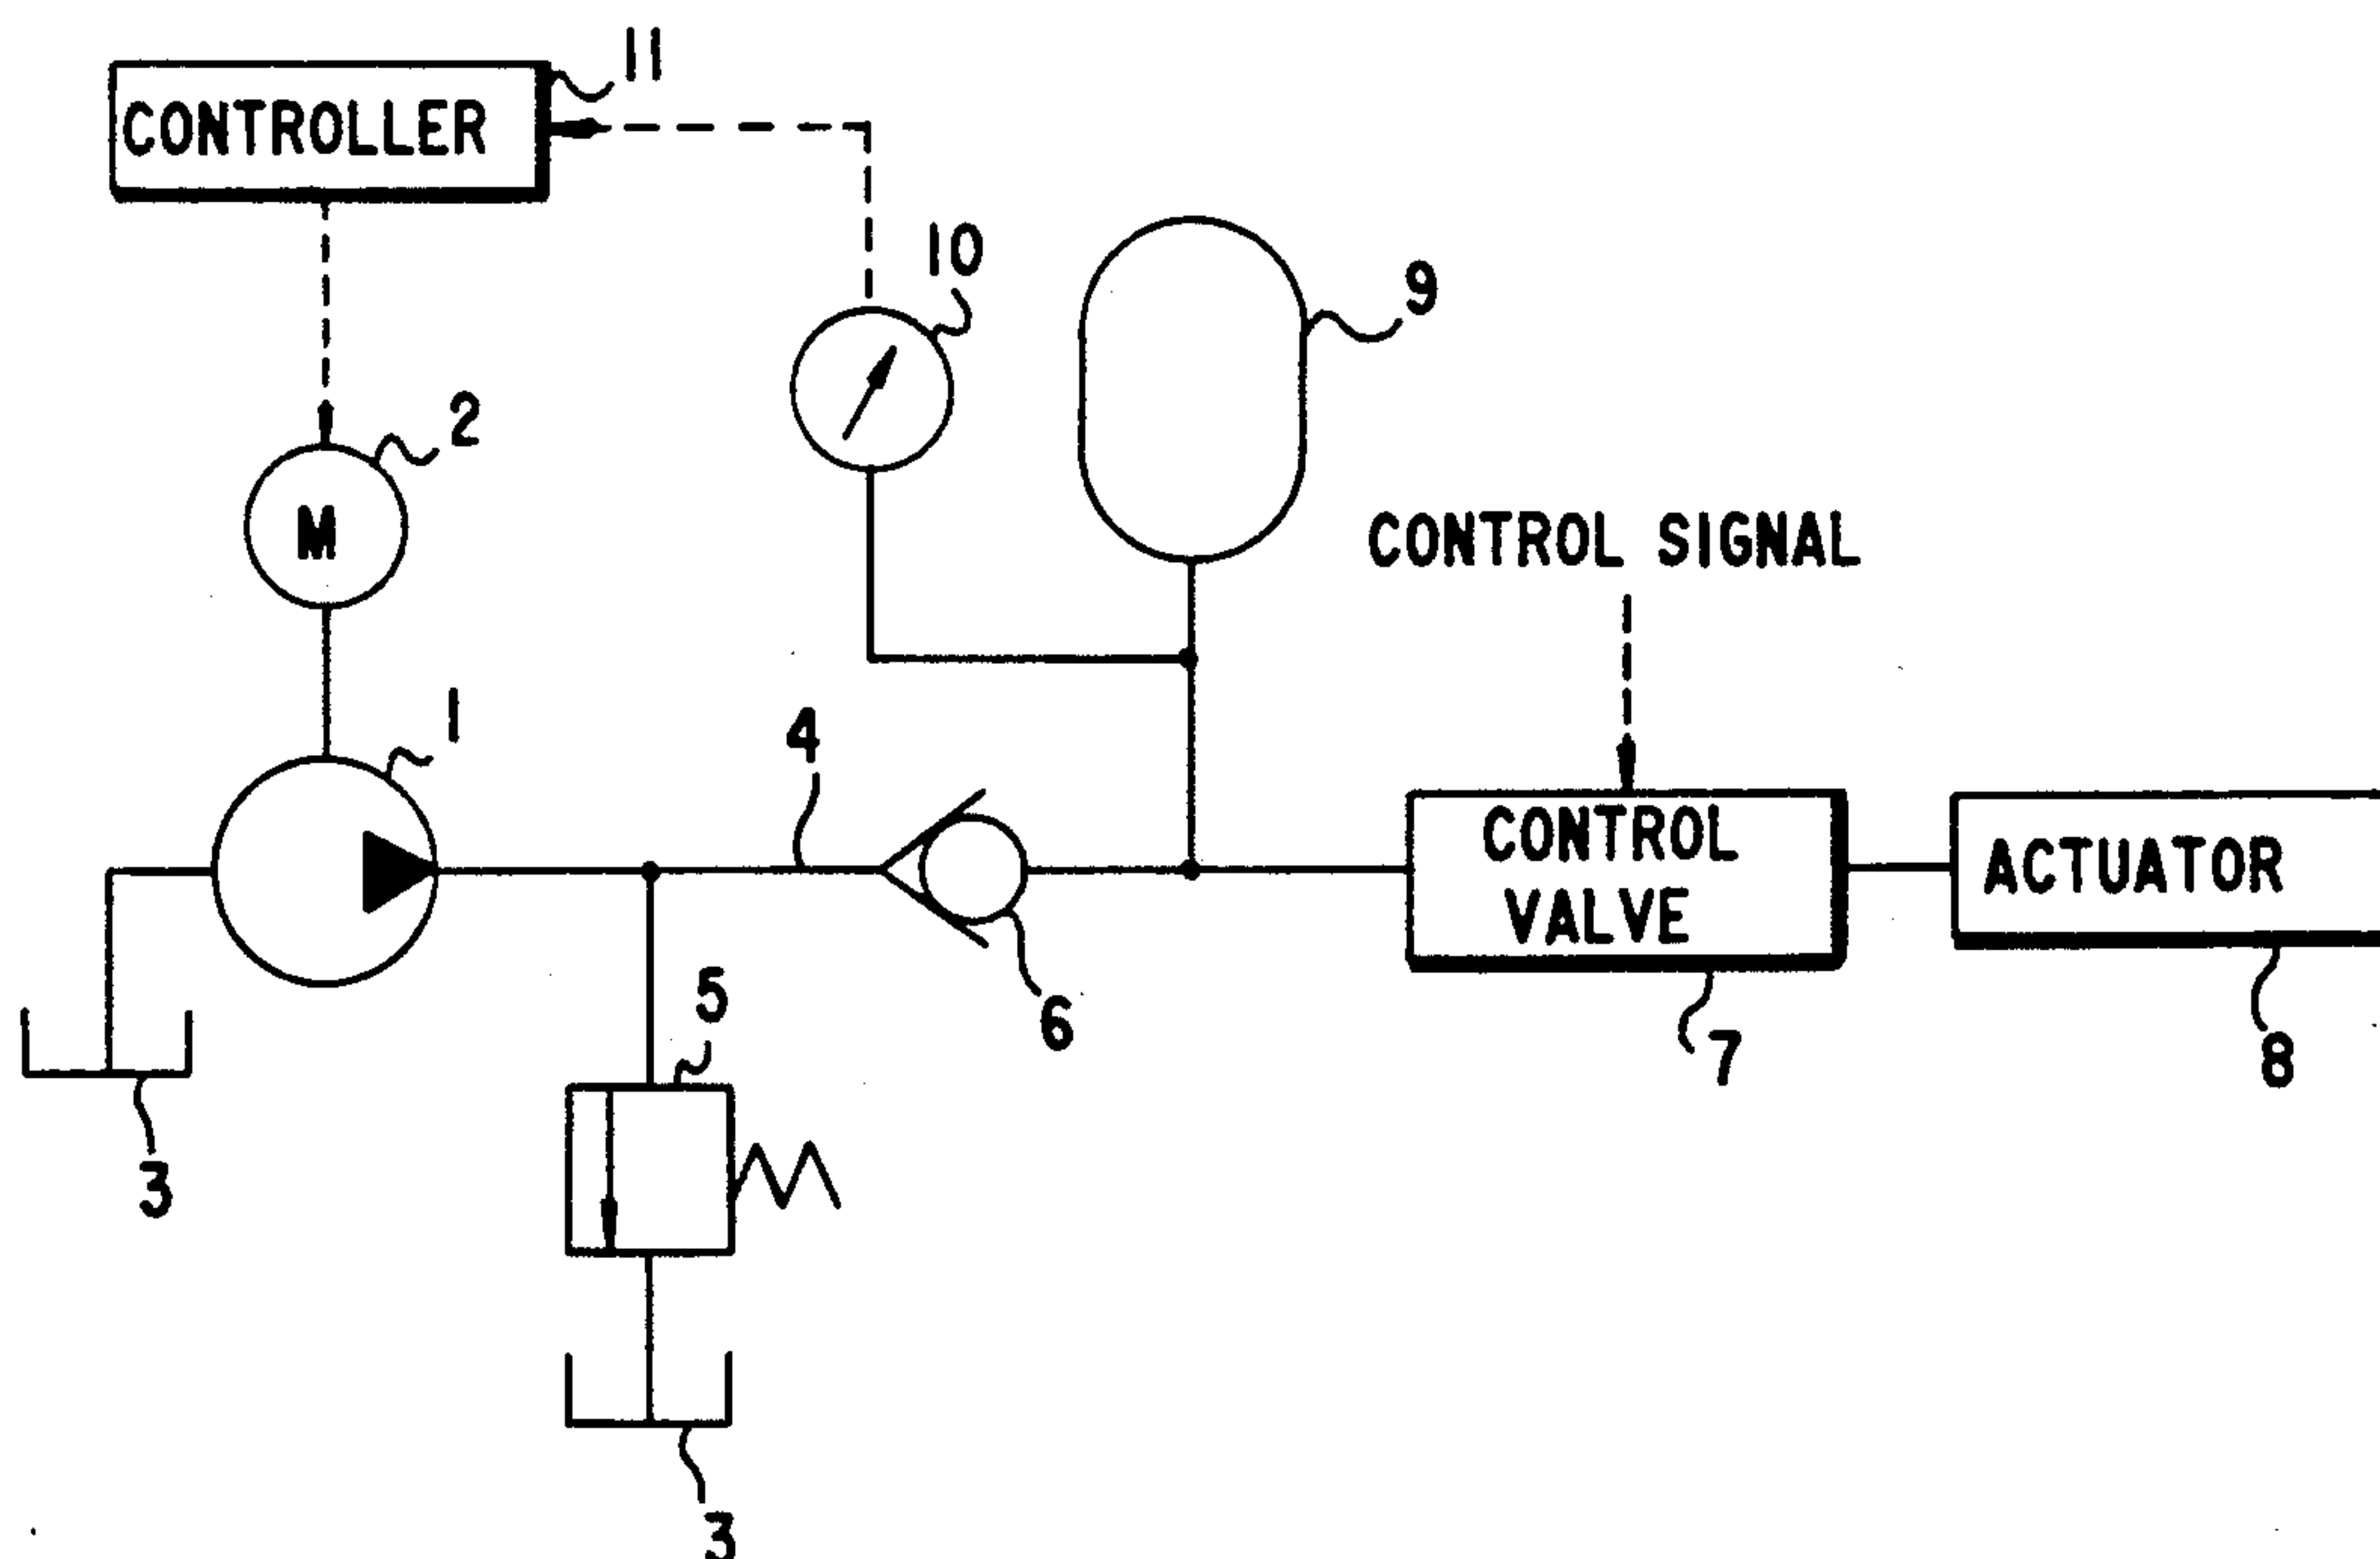 11
CONTROLLER
10
9
2
M
CONTROL SIGNAL
1
4
CONTROL
VALVE
ACTUATOR
5
6
7
8
3
3